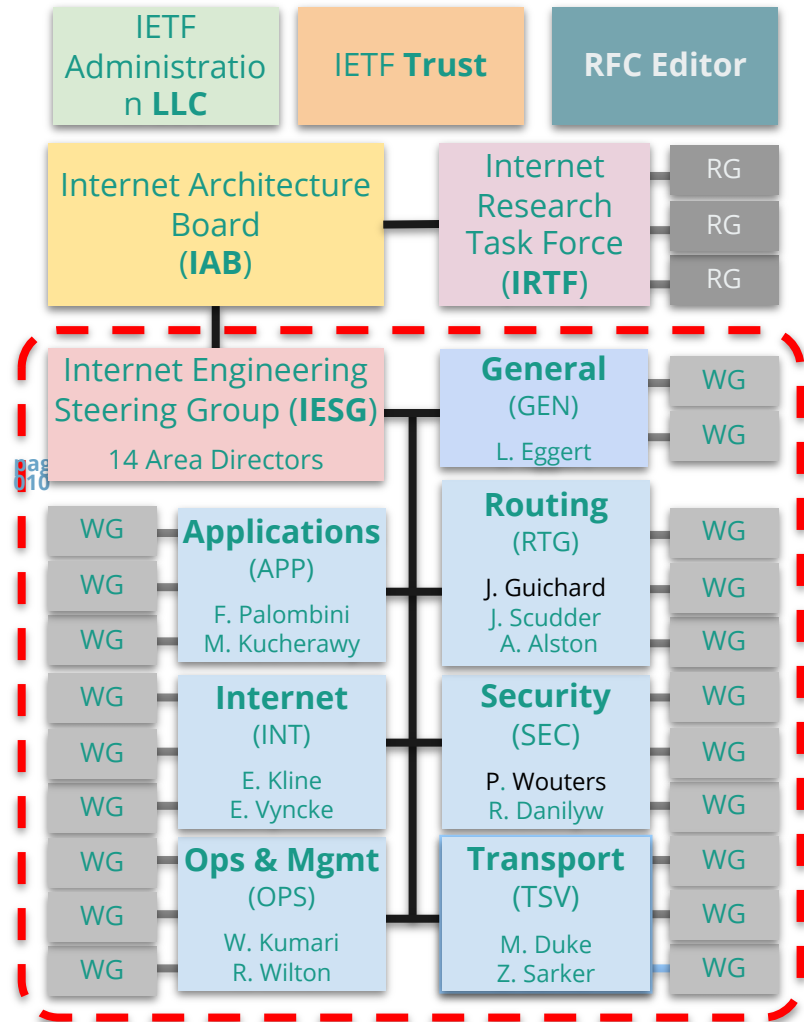 IETF
Administratio
n LLC
IETF Trust
RFC Editor
Internet Architecture
Board
(IAB)
Internet
Research
Task Force
(IRTF)
RG
RG
RG
Internet Engineering
Steering Group (IESG)
14 Area Directors
pag
010
General
(GEN)
L. Eggert
WG
WG
WG
WG
WG
Applications
(APP)
F. Palombini
M. Kucherawy
Routing
(RTG)
J. Guichard
J. Scudder
A. Alston
WG
WG
WG
WG
WG
WG
Internet
(INT)
E. Kline
E. Vyncke
Security
(SEC)
P. Wouters
R. Danilyw
WG
WG
WG
WG
WG
WG
Ops & Mgmt
(OPS)
W. Kumari
R. Wilton
Transport
(TSV)
M. Duke
Z. Sarker
WG
WG
WG